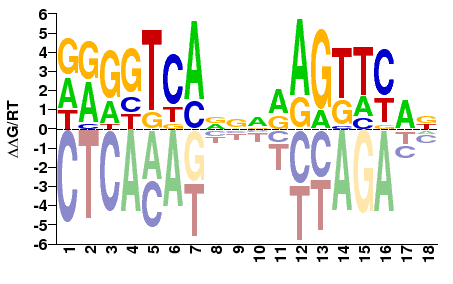 ΔΔG/RT
6
5
4
3
2
1
0
-1
-2
-3
-4
-5
-6
G G G G T C A A G T T C
A A A C G T C G G A G A T A G
T C T T G A A G A G C G A C G T
C T C A A A G C C A G A T C
C T T T T C
1 2 3 4 5 6 7 8 9 10 11 12 13 14 15 16 17 18